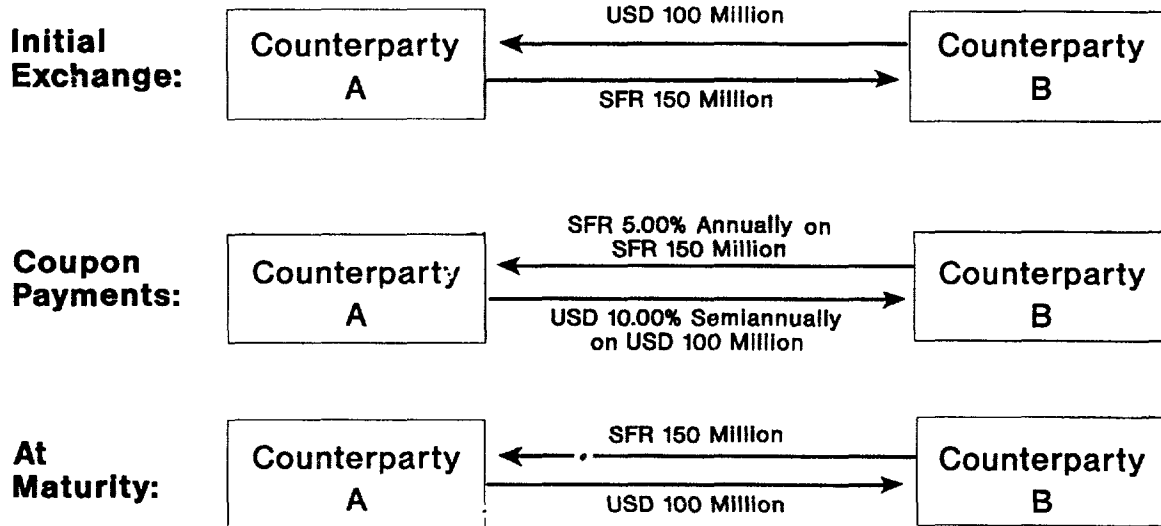 Initial
Exchange:
Counterparty
A
USD 100 Million
SFR 150 Million
Counterparty
B
Coupon
Payments:
Counterparty
A
SFR 5.00% Annually on
SFR 150 Million
USD 10.00% Semiannually
on USD 100 Million
Counterparty
B
At
Maturity:
Counterparty
A
SFR 150 Million
USD 100 Million
Counterparty
B